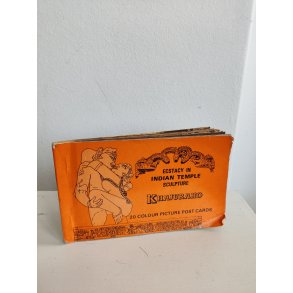 ECSTACY IN
INDIAN TEMPLE
SCULPTURE
KHAJURAHO
20 COLOUR PICTURE POST CARDS